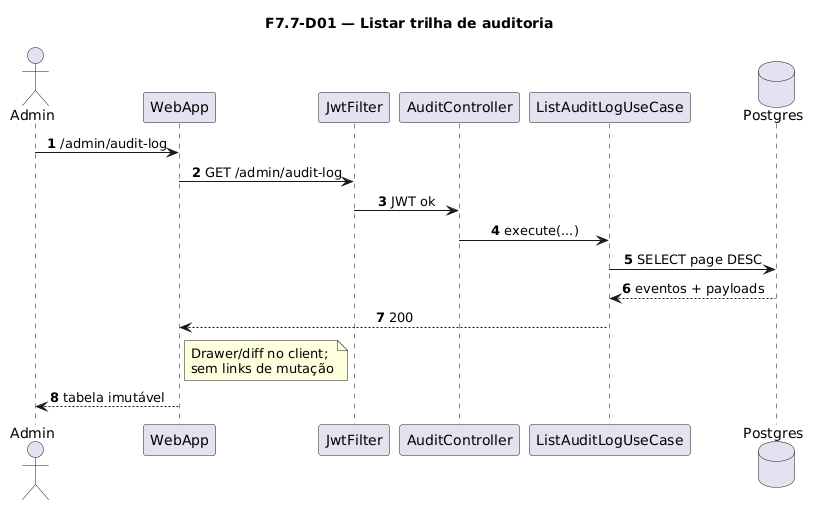 F7.7-D01 — Listar trilha de auditoria
Admin
WebApp
JwtFilter
AuditController
ListAuditLogUseCase
Postgres
1 /admin/audit-log
2 GET /admin/audit-log
3 JWT ok
4 execute(...)
5 SELECT page DESC
6 eventos + payloads
7 200
Drawer/diff no client;
sem links de mutação
8 tabela imutável
Admin
WebApp
JwtFilter
AuditController
ListAuditLogUseCase
Postgres